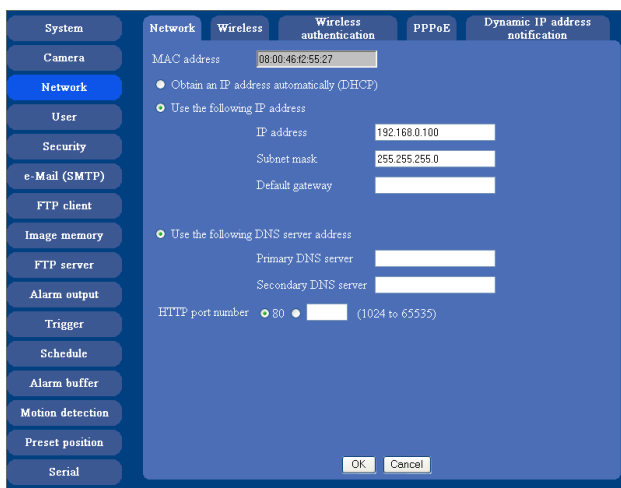 System
Camera
Network
User
Security
e-Mail (SMTP)
FTP client
Image memory
FTP server
Alarm output
Trigger
Schedule
Alarm buffer
Motion detection
Preset position
Serial
Network
Wireless
Wireless
authentication
PPPoE
Dynamic IP address
notification
MAC address 08:00:46:f2:55:27
Obtain an IP address automatically (DHCP)
Use the following IP address
IP address 192.168.0.100
Subnet mask 255.255.255.0
Default gateway
Use the following DNS server address
Primary DNS server
Secondary DNS server
HTTP port number 80 (1024 to 65535)
OK Cancel